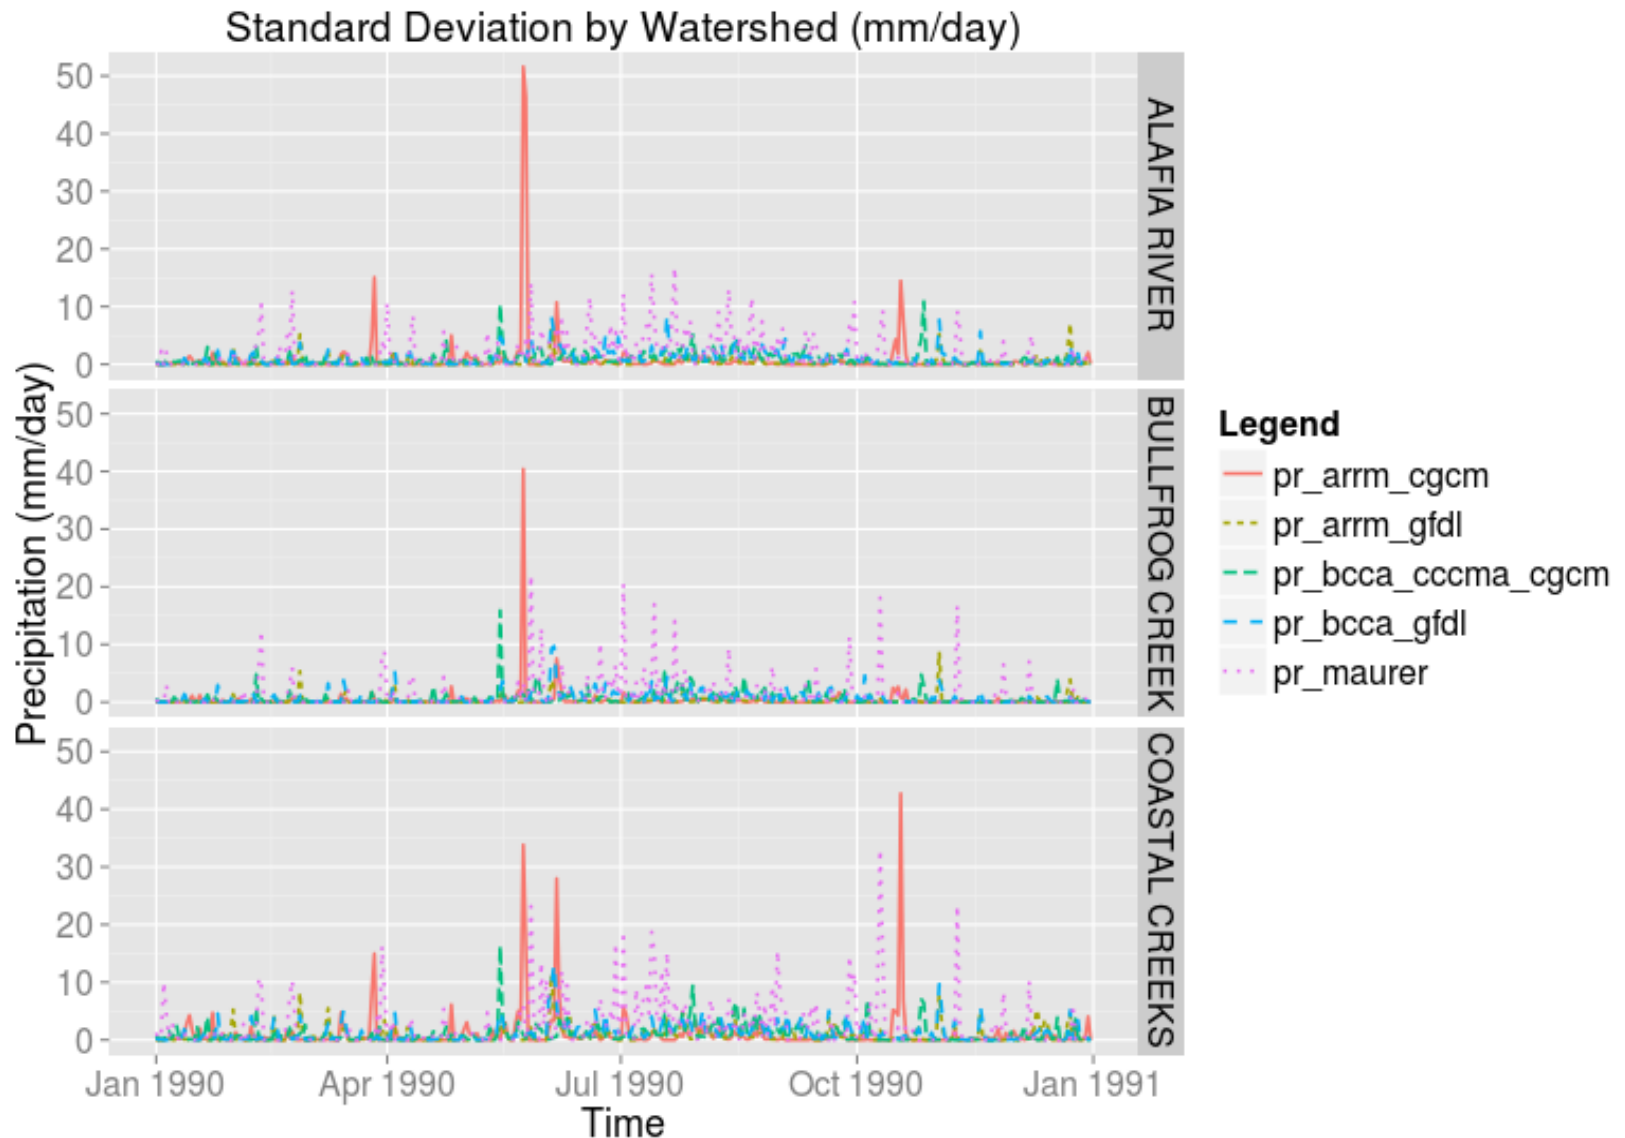 Standard Deviation by Watershed (mm/day)
Precipitation (mm/day)
50
40
30
20
10
0
ALAFIA RIVER
50
40
30
20
10
0
BULLFROG CREEK
50
40
30
20
10
0
COASTAL CREEKS
Jan 1990 Apr 1990 Jul 1990 Oct 1990 Jan 1991
Time
Legend
pr_arrm_cgcm
pr_arrm_gfdl
pr_bcca_cccma_cgcm
pr_bcca_gfdl
pr_maurer